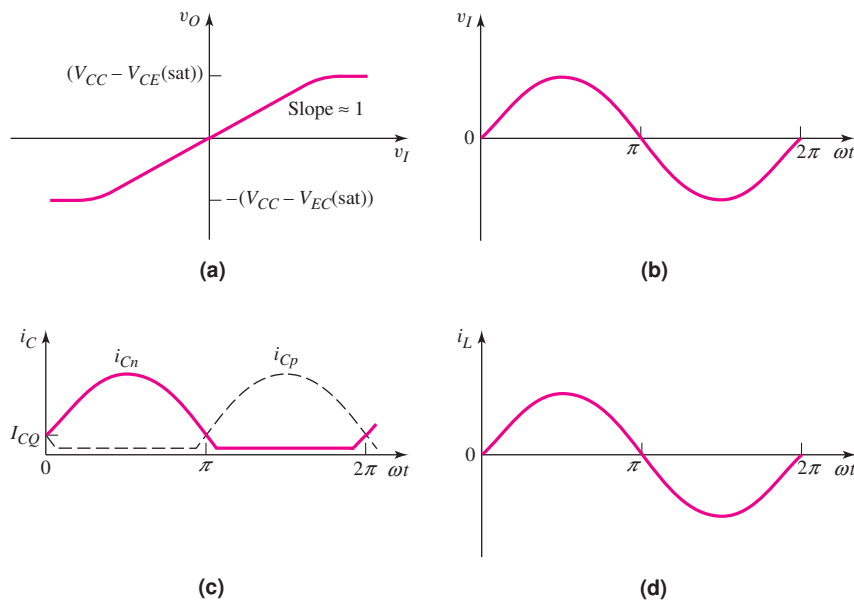 v_O
(V_CC – V_CE(sat))
Slope ≈ 1
v_I
–(V_CC – V_EC(sat))
(a)
v_I
0
π
2π
ωt
(b)
i_C
i_Cn
i_Cp
I_CQ
0
π
2π
ωt
(c)
i_L
0
π
2π
ωt
(d)